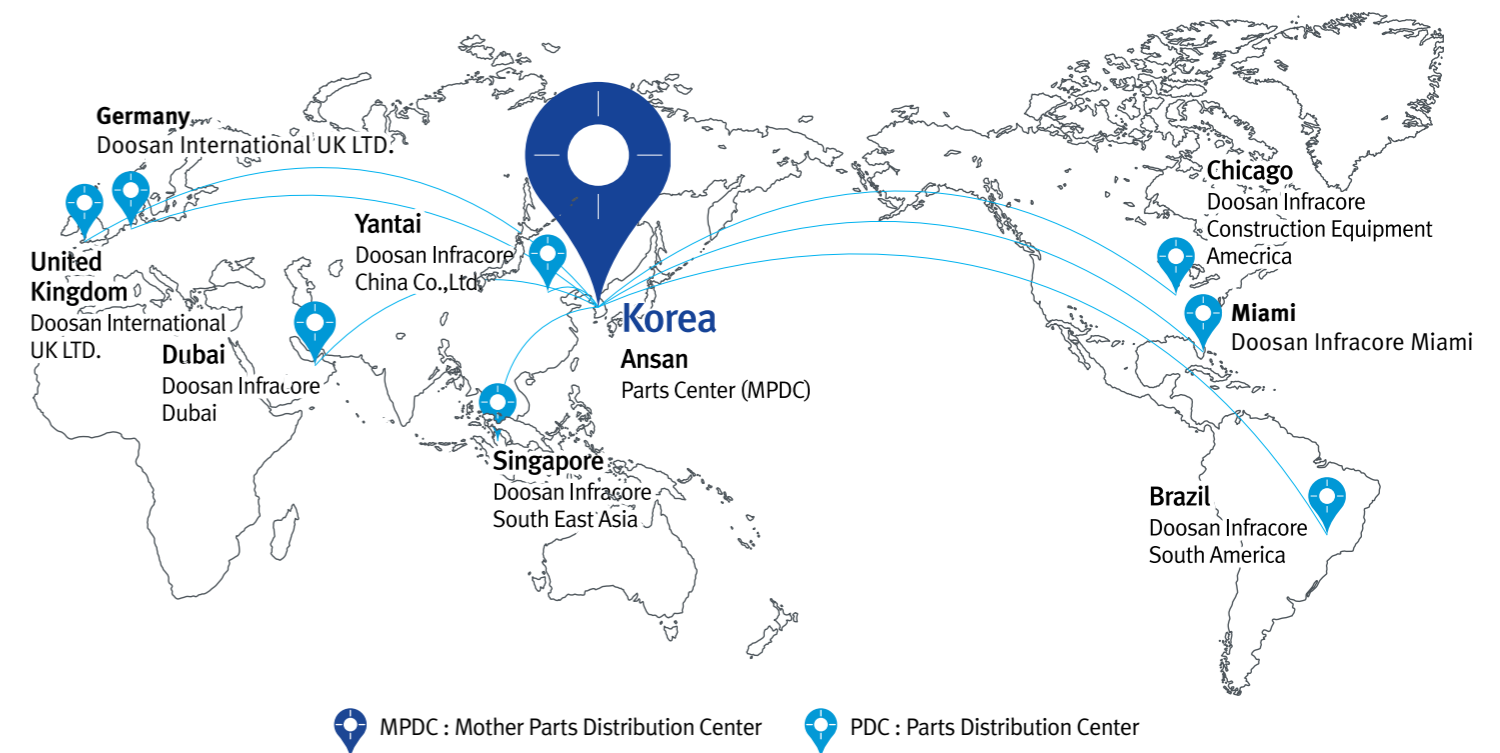 Germany
Doosan International UK LTD.
United
Kingdom
Doosan International
UK LTD.
Dubai
Doosan Infracore
Dubai
Yantai
Doosan Infracore
China Co.,Ltd.
Korea
Ansan
Parts Center (MPDC)
Singapore
Doosan Infracore
South East Asia
Chicago
Doosan Infracore
Construction Equipment
Amecrica
Miami
Doosan Infracore Miami
Brazil
Doosan Infracore
South America
MPDC : Mother Parts Distribution Center
PDC : Parts Distribution Center